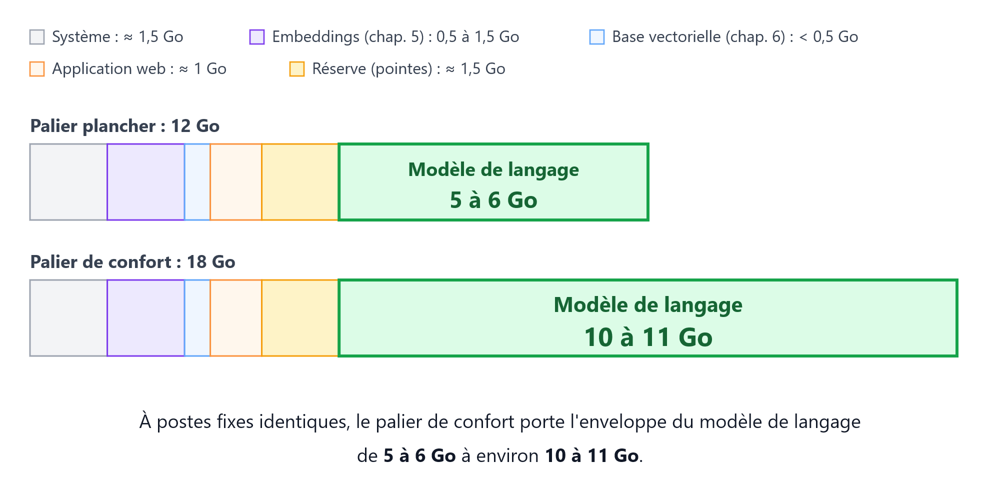 Système : ≈ 1,5 Go
Embeddings (chap. 5) : 0,5 à 1,5 Go
Base vectorielle (chap. 6) : < 0,5 Go
Application web : ≈ 1 Go
Réserve (pointes) : ≈ 1,5 Go
Palier plancher : 12 Go
Modèle de langage
5 à 6 Go
Palier de confort : 18 Go
Modèle de langage
10 à 11 Go
À postes fixes identiques, le palier de confort porte l'enveloppe du modèle de langage
de 5 à 6 Go à environ 10 à 11 Go.